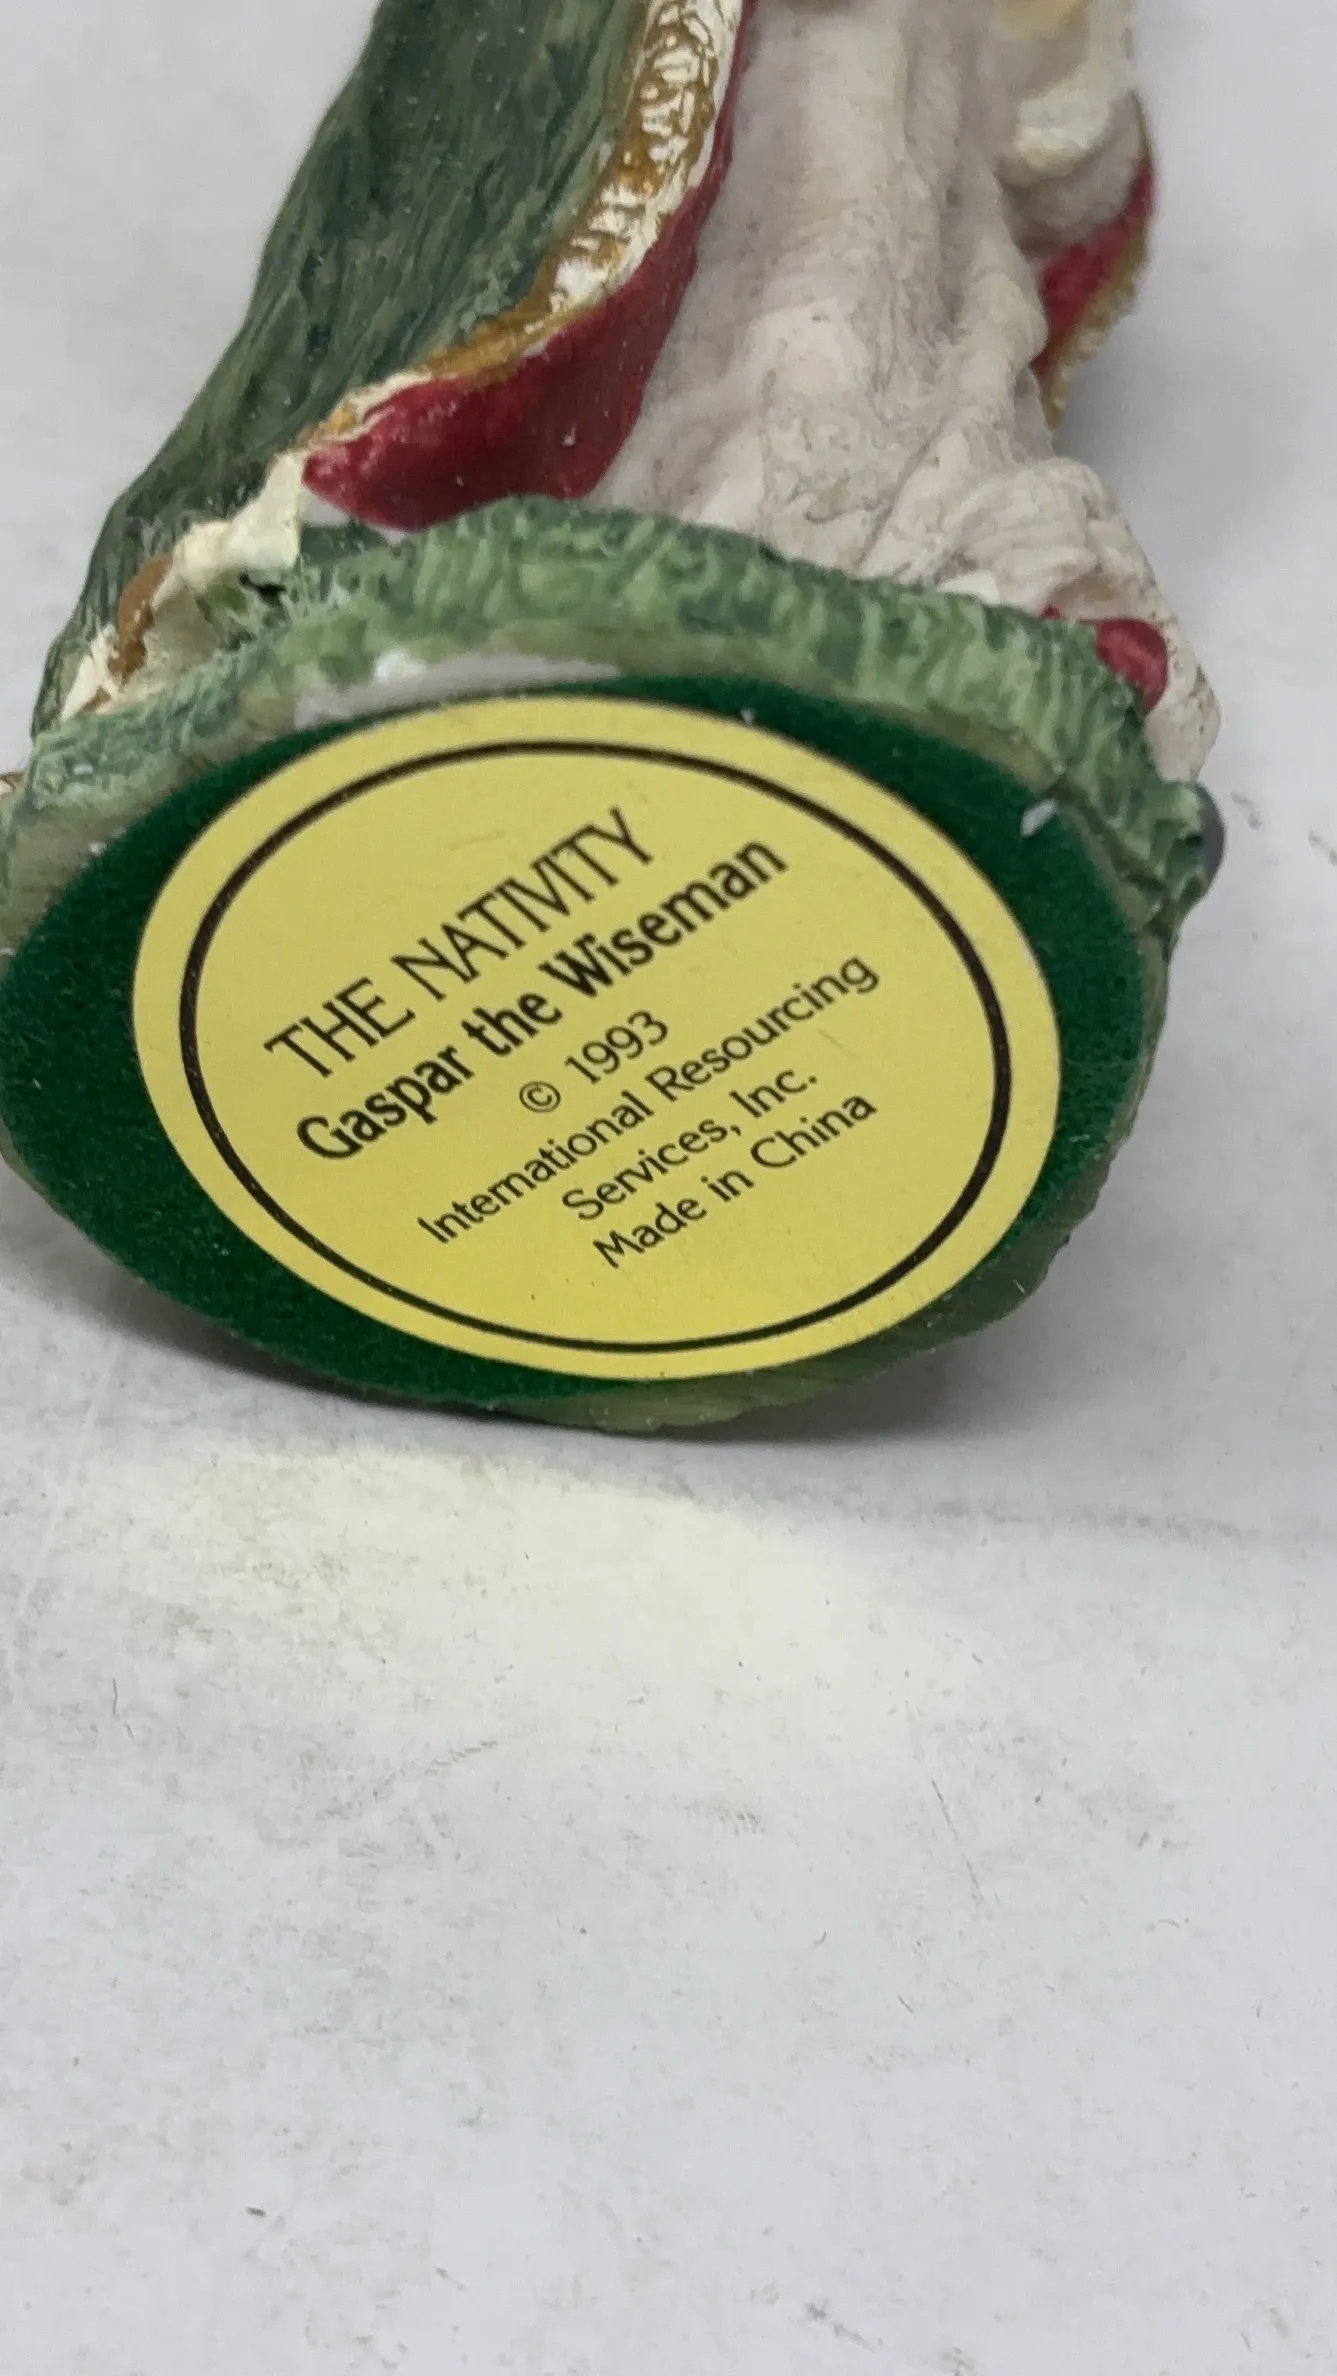 THE NATIVITY
Gaspar the Wiseman
© 1993
International Resourcing
Services, Inc.
Made in China